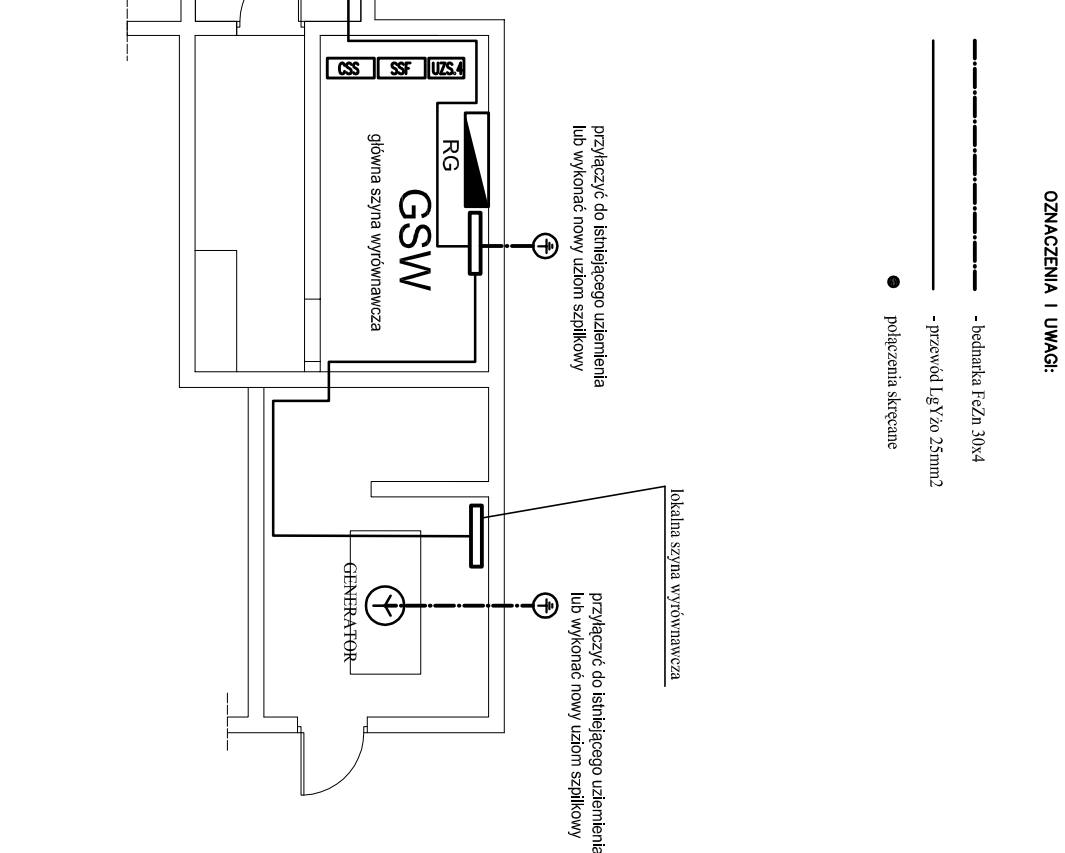 OZNACZENIA I UWAGI:
- bednarka FeZn 30x4
- przewód LgYżo 25mm2
połączenia skręcane
CSS
SSF
UZS.4
RG
GSW
główna szyna wyrównawcza
przyłączyć do istniejącego uziemienia
lub wykonać nowy uziom szpilkowy
lokalna szyna wyrównawcza
GENERATOR
przyłączyć do istniejącego uziemienia
lub wykonać nowy uziom szpilkowy